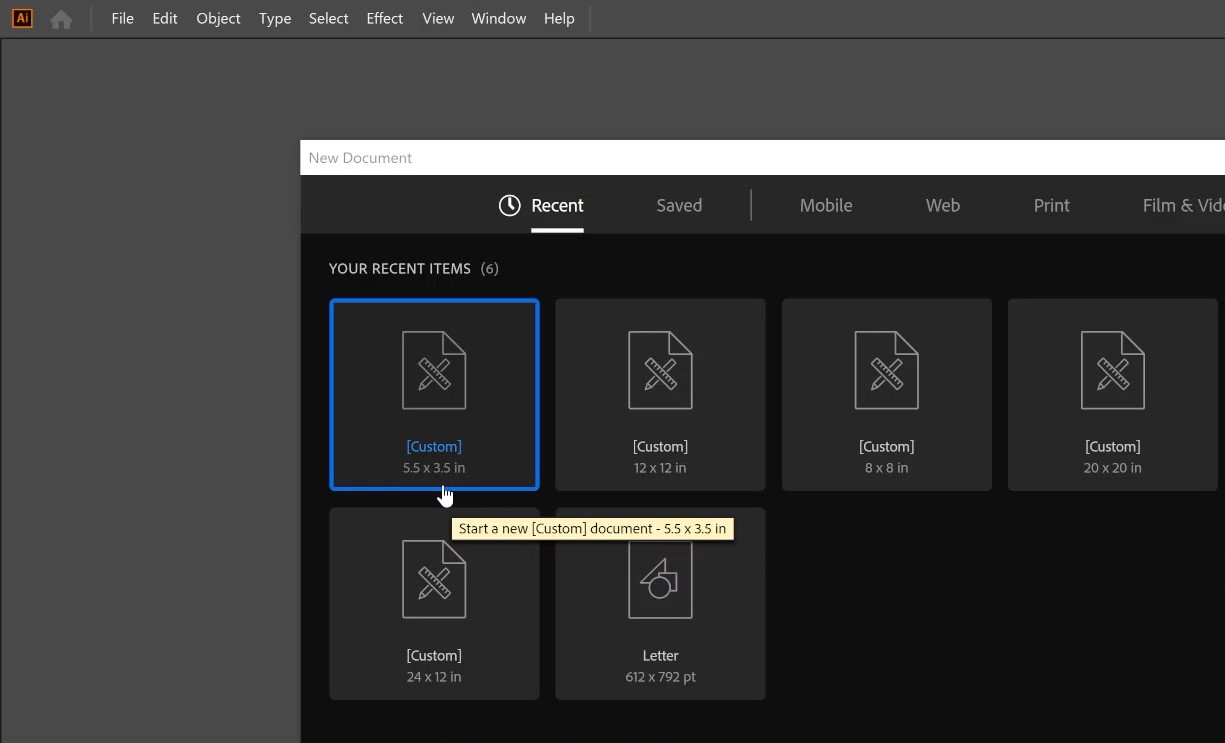 Ai File Edit Object Type Select Effect View Window Help
New Document
Recent Saved Mobile Web Print Film &
YOUR RECENT ITEMS (6)
[Custom] [Custom] [Custom] [Custom]
5.5 x 3.5 in 12 x 12 in 8 x 8 in 20 x 20 in
Start a new [Custom] document - 5.5 x 3.5 in
[Custom] Letter
24 x 12 in 612 x 792 pt